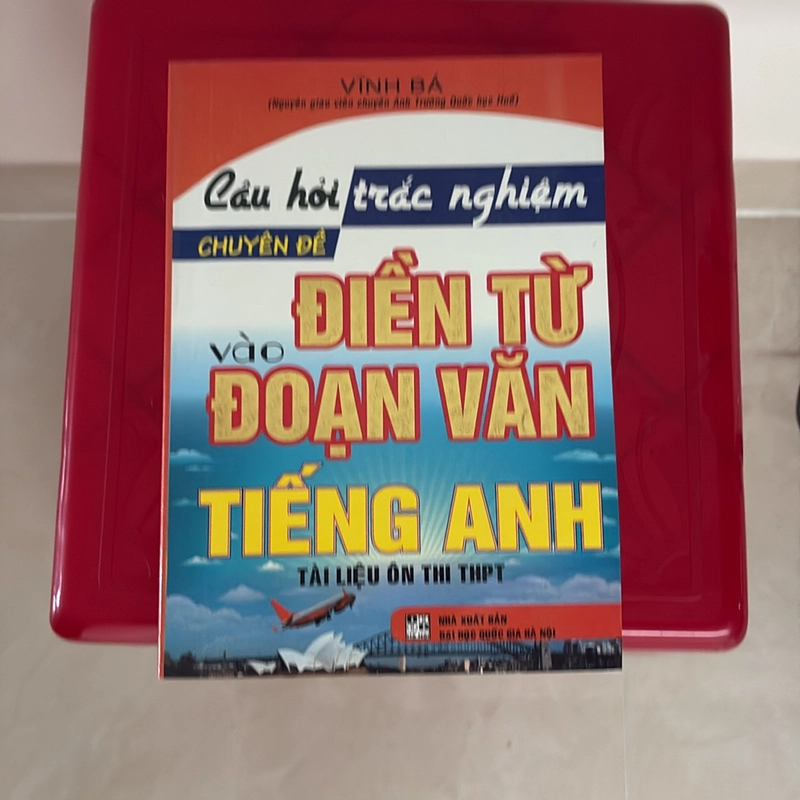 VĨNH BÁ
(Nguyên giáo viên chuyên Anh Trường Quốc học Huế)
Câu hỏi trắc nghiệm
CHUYÊN ĐỀ
ĐIỀN TỪ
vào
ĐOẠN VĂN
TIẾNG ANH
TÀI LIỆU ÔN THI THPT
NHÀ XUẤT BẢN
ĐẠI HỌC QUỐC GIA HÀ NỘI